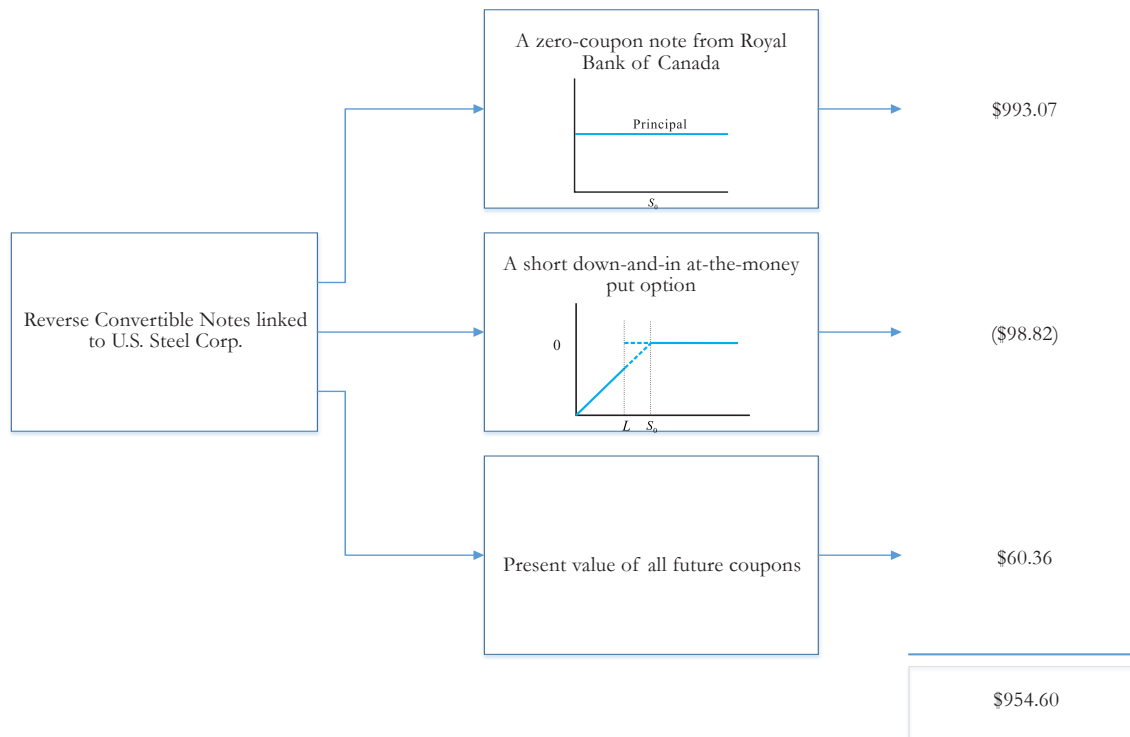 A zero-coupon note from Royal
Bank of Canada
Principal
S₀
$993.07
Reverse Convertible Notes linked
to U.S. Steel Corp.
A short down-and-in at-the-money
put option
0
L S₀
($98.82)
Present value of all future coupons
$60.36
$954.60